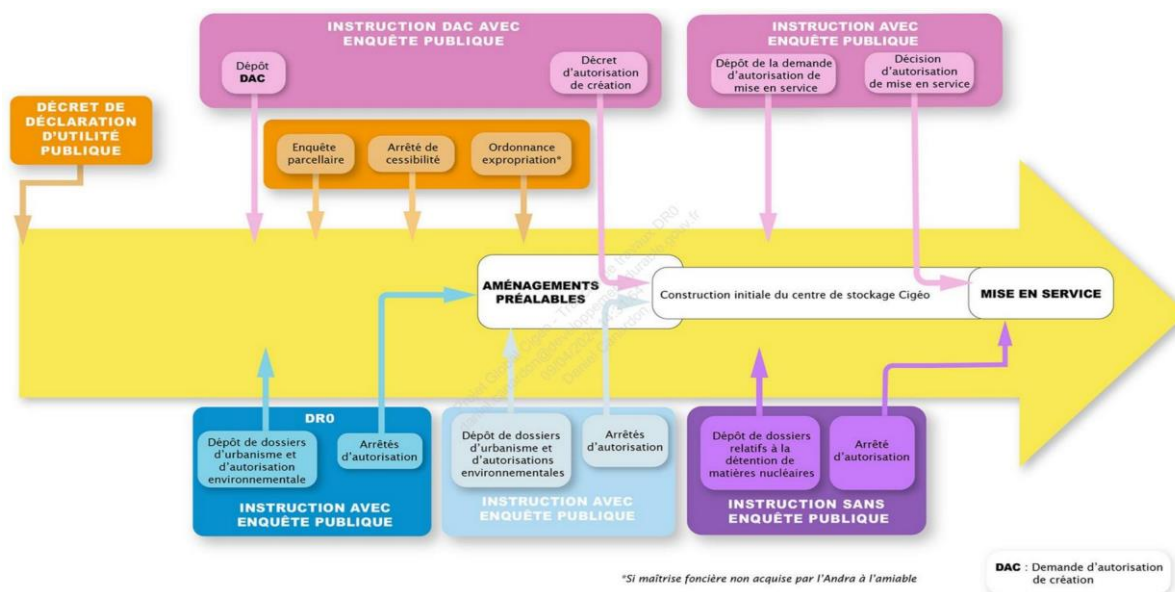 INSTRUCTION DAC AVEC
ENQUÊTE PUBLIQUE
Dépôt
DAC
Décret
d'autorisation
de création
INSTRUCTION AVEC
ENQUÊTE PUBLIQUE
Dépôt de la demande
d'autorisation de
mise en service
Décision
d'autorisation
de mise en service
DÉCRET DE
DÉCLARATION
D'UTILITÉ
PUBLIQUE
Enquête
parcellaire
Arrêté de
cessibilité
Ordonnance
expropriation*
AMÉNAGEMENTS
PRÉALABLES
Construction initiale du centre de stockage Cigéo
MISE EN SERVICE
DR0
Dépôt de dossiers
d'urbanisme et
d'autorisation
environnementale
Arrêtés
d'autorisation
INSTRUCTION AVEC
ENQUÊTE PUBLIQUE
Dépôt de dossiers
d'urbanisme et
d'autorisations
environnementales
Arrêtés
d'autorisation
INSTRUCTION AVEC
ENQUÊTE PUBLIQUE
Dépôt de dossiers
relatifs à la
détention de
matières nucléaires
Arrêté
d'autorisation
INSTRUCTION SANS
ENQUÊTE PUBLIQUE
*Si maîtrise foncière non acquise par l'Andra à l'amiable
DAC : Demande d'autorisation
de création